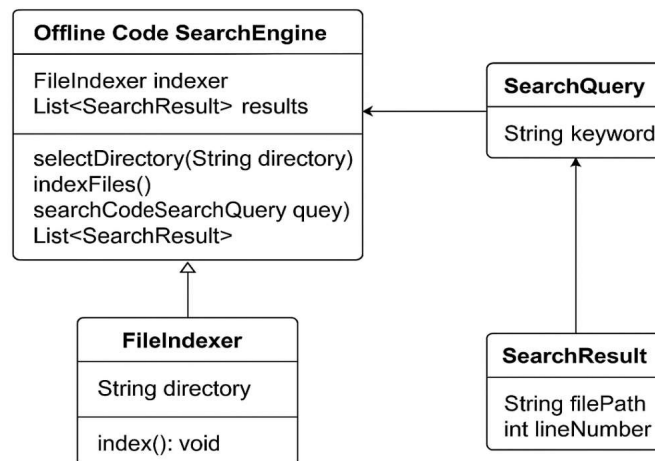 Offline Code SearchEngine
FileIndexer indexer
List<SearchResult> results
selectDirectory(String directory)
indexFiles()
searchCodeSearchQuery quey)
List<SearchResult>
SearchQuery
String keyword
FileIndexer
String directory
index(): void
SearchResult
String filePath
int lineNumber